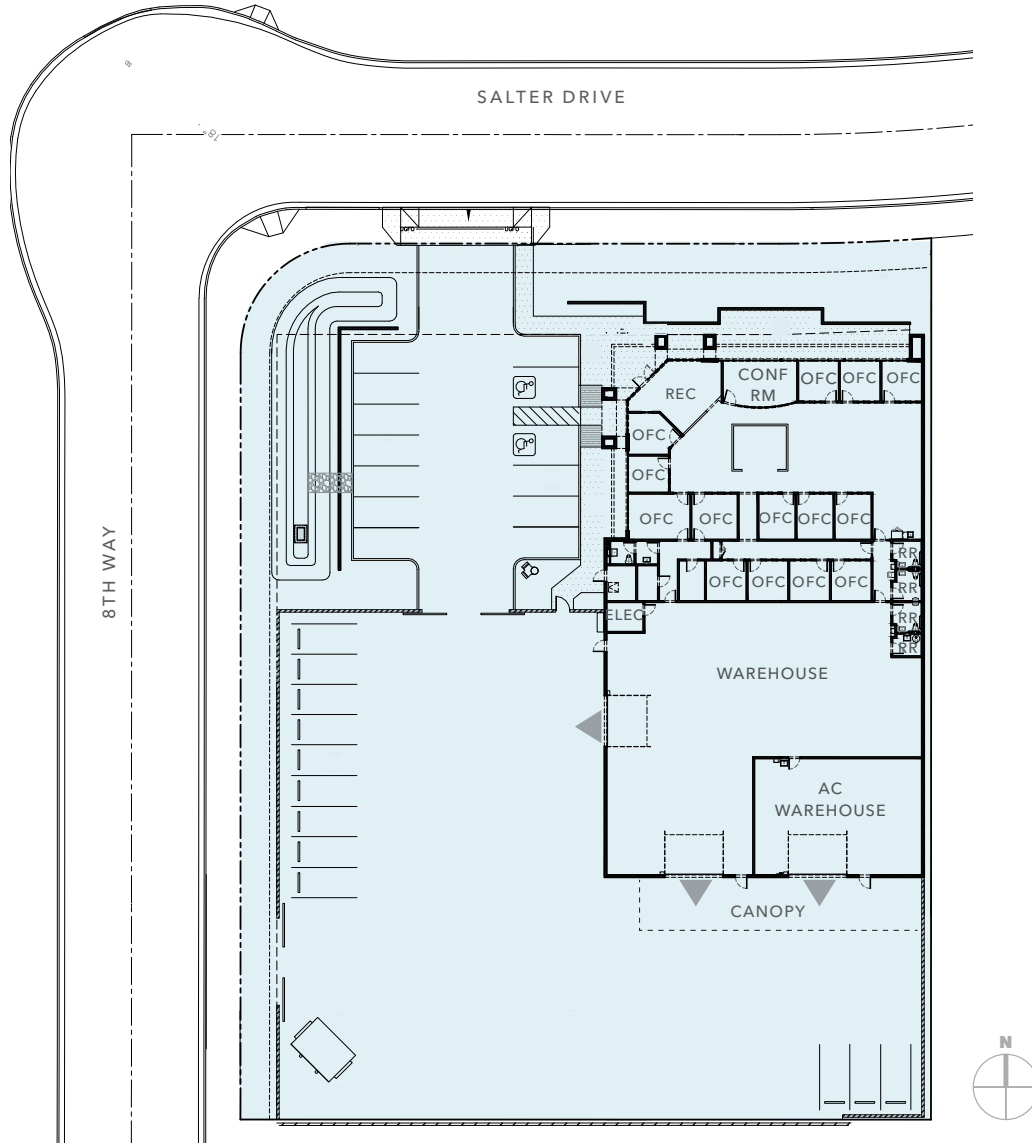 SALTER DRIVE
8TH WAY
CONF
RM
OFC
OFC
OFC
REC
OFC
OFC
OFC
OFC
OFC
OFC
OFC
RR
RR
OFC
OFC
OFC
OFC
RR
RR
ELEC
WAREHOUSE
AC
WAREHOUSE
CANOPY
N